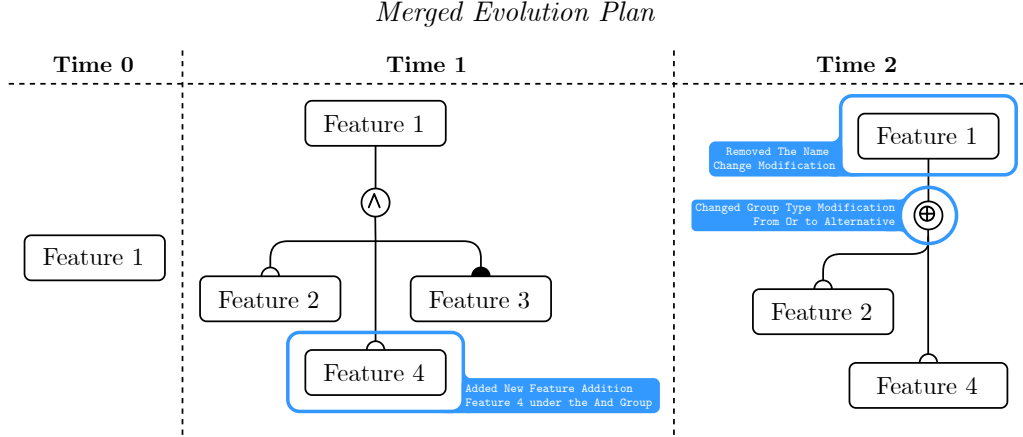 Merged Evolution Plan
Time 0
Time 1
Time 2
Feature 1
Feature 1
∧
Feature 2
Feature 3
Feature 4
Added New Feature Addition
Feature 4 under the And Group
Feature 1
Removed The Name
Change Modification
⊕
Changed Group Type Modification
From Or to Alternative
Feature 2
Feature 4